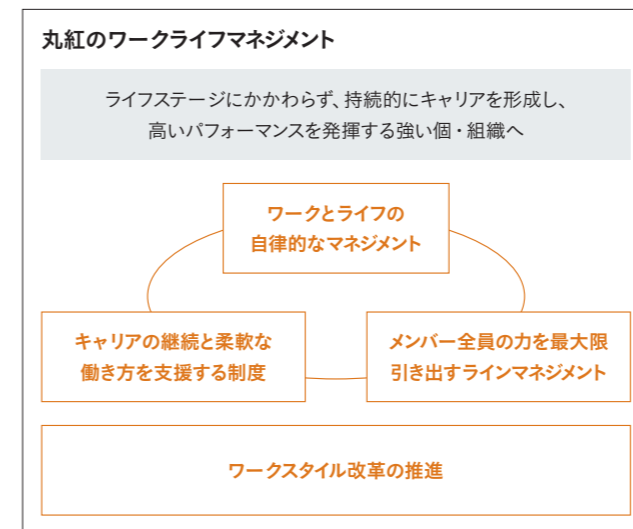 丸紅のワークライフマネジメント
ライフステージにかかわらず、持続的にキャリアを形成し、
高いパフォーマンスを発揮する強い個・組織へ
ワークとライフの
自律的なマネジメント
キャリアの継続と柔軟な
働き方を支援する制度
メンバー全員の力を最大限
引き出すラインマネジメント
ワークスタイル改革の推進